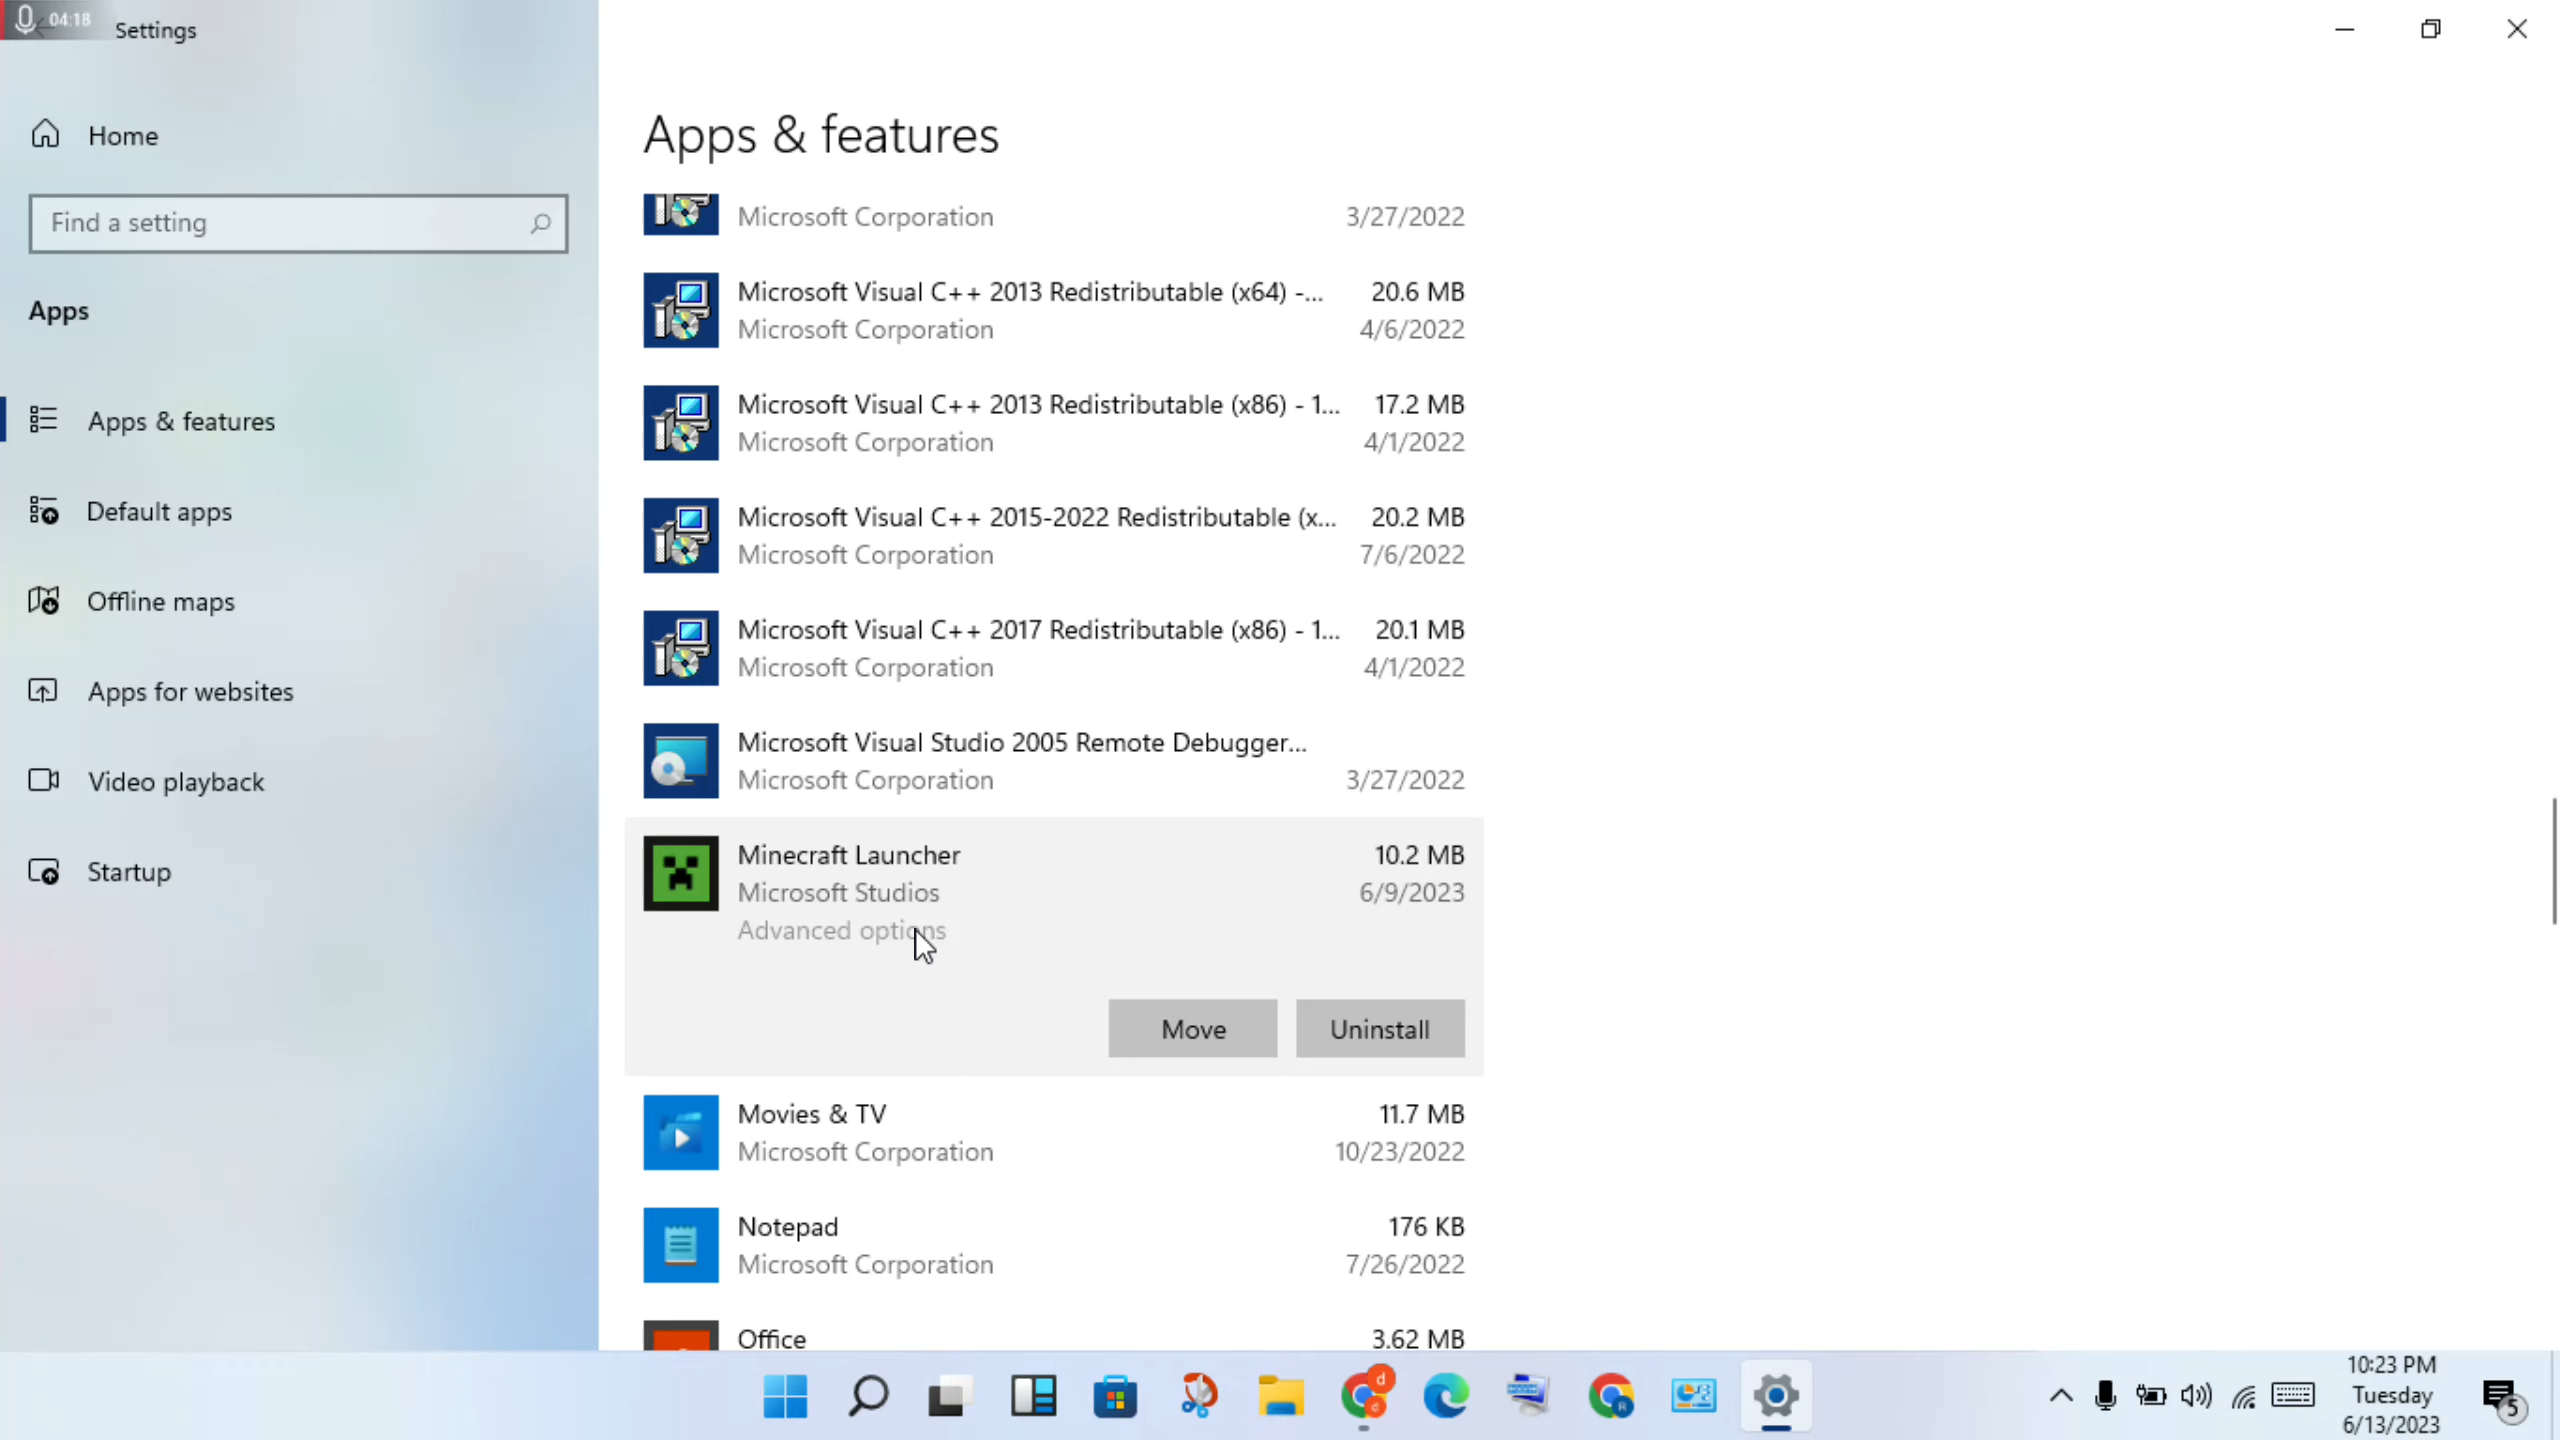 04:18
Settings
Home
Find a setting
Apps
Apps & features
Default apps
Offline maps
Apps for websites
Video playback
Startup
Apps & features
Microsoft Corporation 3/27/2022
Microsoft Visual C++ 2013 Redistributable (x64) -... 20.6 MB
Microsoft Corporation 4/6/2022
Microsoft Visual C++ 2013 Redistributable (x86) - 1... 17.2 MB
Microsoft Corporation 4/1/2022
Microsoft Visual C++ 2015-2022 Redistributable (x... 20.2 MB
Microsoft Corporation 7/6/2022
Microsoft Visual C++ 2017 Redistributable (x86) - 1... 20.1 MB
Microsoft Corporation 4/1/2022
Microsoft Visual Studio 2005 Remote Debugger...
Microsoft Corporation 3/27/2022
Minecraft Launcher 10.2 MB
Microsoft Studios 6/9/2023
Advanced options
Move Uninstall
Movies & TV 11.7 MB
Microsoft Corporation 10/23/2022
Notepad 176 KB
Microsoft Corporation 7/26/2022
Office 3.62 MB
d
d
R
10:23 PM
Tuesday
6/13/2023
5